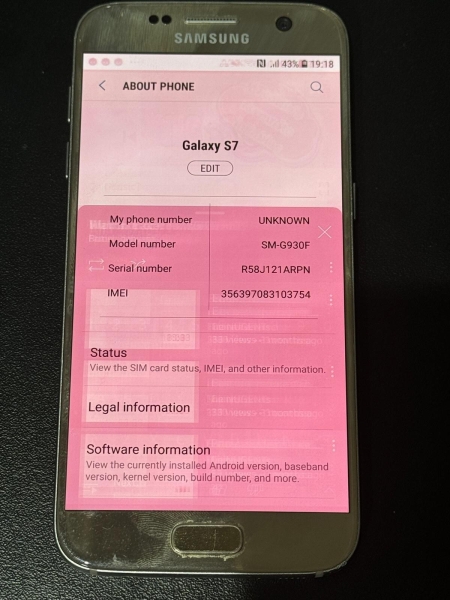 SAMSUNG
43% 19:18
ABOUT PHONE
Galaxy S7
EDIT
My phone number UNKNOWN
Model number SM-G930F
Serial number R58J121ARPN
IMEI 356397083103754
Status
View the SIM card status, IMEI, and other information.
Legal information
Software information
View the currently installed Android version, baseband
version, kernel version, build number, and more.